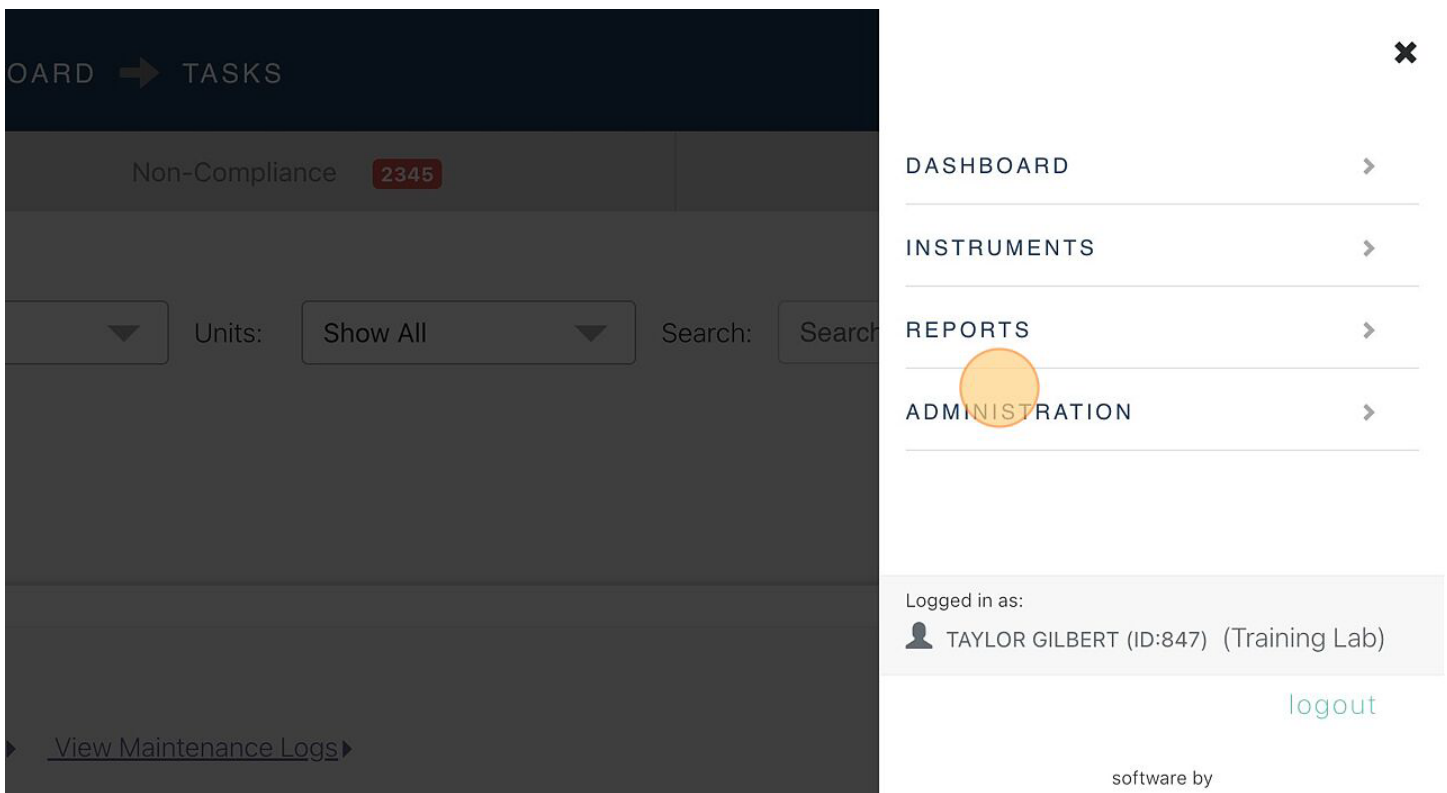 OARD TASKS
Non-Compliance 2345
Units: Show All Search: Search
View Maintenance Logs
DASHBOARD
INSTRUMENTS
REPORTS
ADMINISTRATION
Logged in as:
TAYLOR GILBERT (ID:847) (Training Lab)
logout
software by